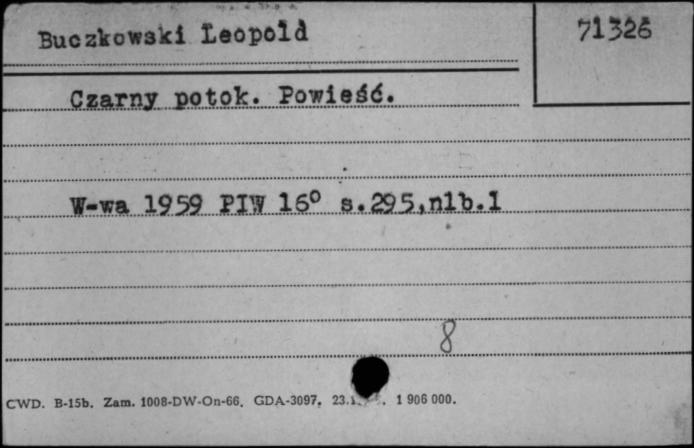 Buczkowski Leopold
71326
Czarny potok. Powieść.
W-wa 1959 PIW 16° s.295,nlb.1
8
CWD. B-15b. Zam. 1008-DW-On-66. GDA-3097. 1 906 000.